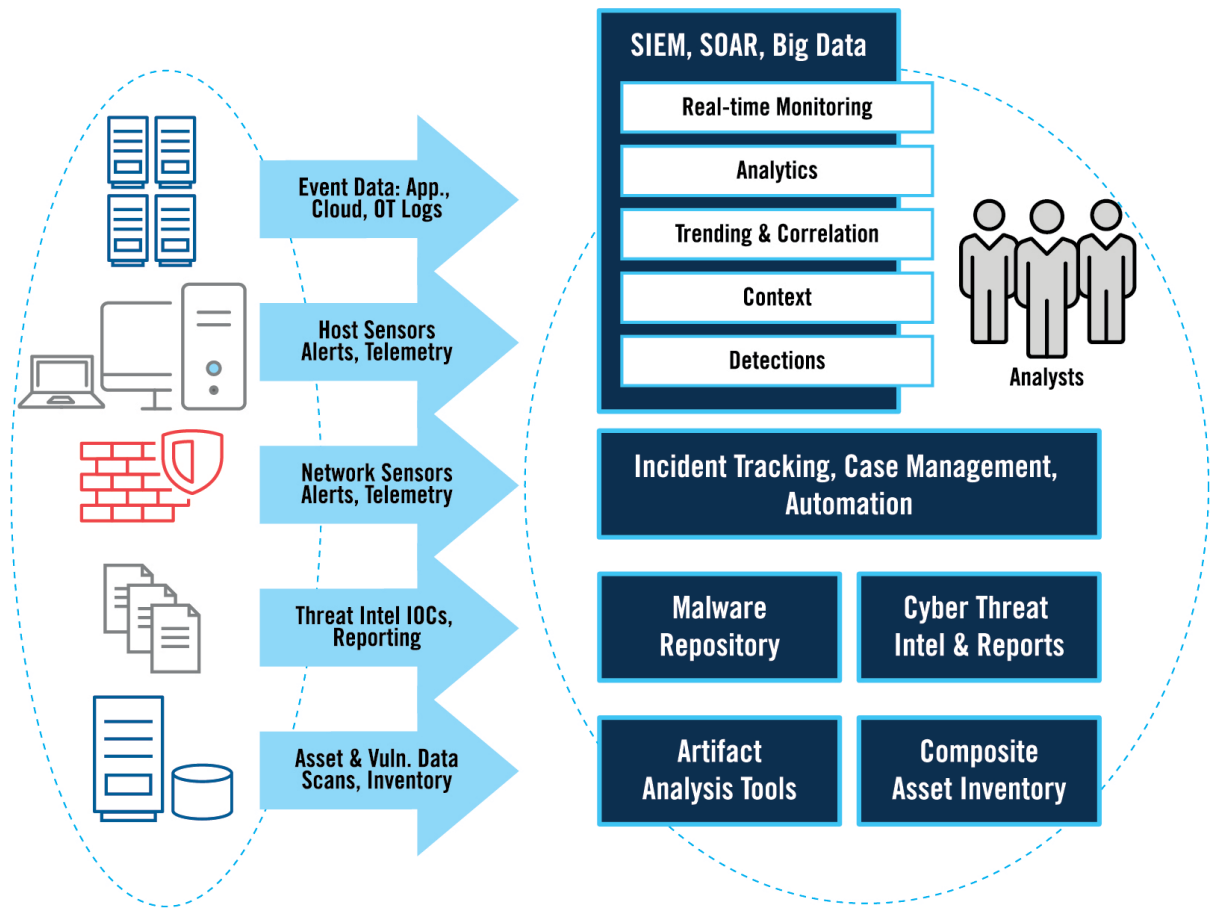 Event Data: App.,
Cloud, OT Logs
Host Sensors
Alerts, Telemetry
Network Sensors
Alerts, Telemetry
Threat Intel IOCs,
Reporting
Asset & Vuln. Data
Scans, Inventory
SIEM, SOAR, Big Data
Real-time Monitoring
Analytics
Trending & Correlation
Context
Detections
Analysts
Incident Tracking, Case Management,
Automation
Malware
Repository
Cyber Threat
Intel & Reports
Artifact
Analysis Tools
Composite
Asset Inventory